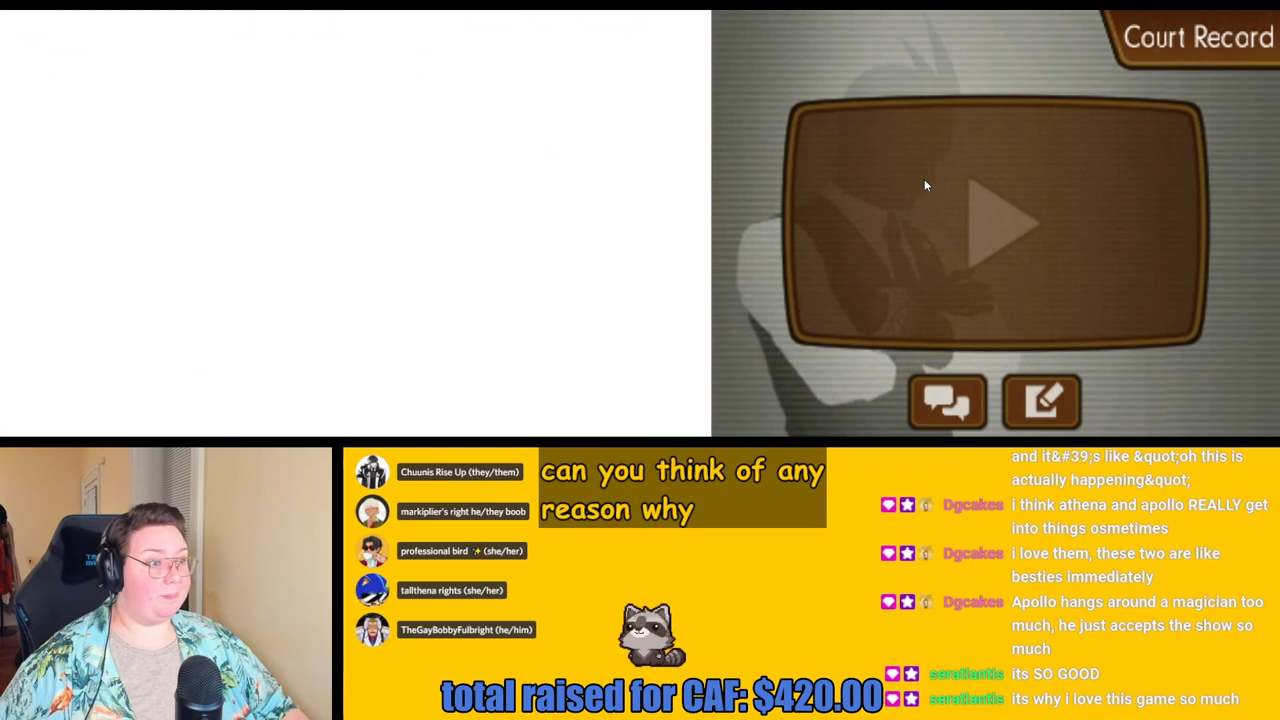 Court Record
Chuunis Rise Up (they/them)
markiplier's right he/they boob
professional bird ✨ (she/her)
tallthena rights (she/her)
TheGayBobbyFulbright (he/him)
can you think of any
reason why
total raised for CAF: $420.00
and it&#39;s like &quot;oh this is
actually happening&quot;
Dgcakes i think athena and apollo REALLY get
into things osmetimes
Dgcakes i love them, these two are like
besties immediately
Dgcakes Apollo hangs around a magician too
much, he just accepts the show so
much
seratlantis its SO GOOD
seratlantis its why i love this game so much